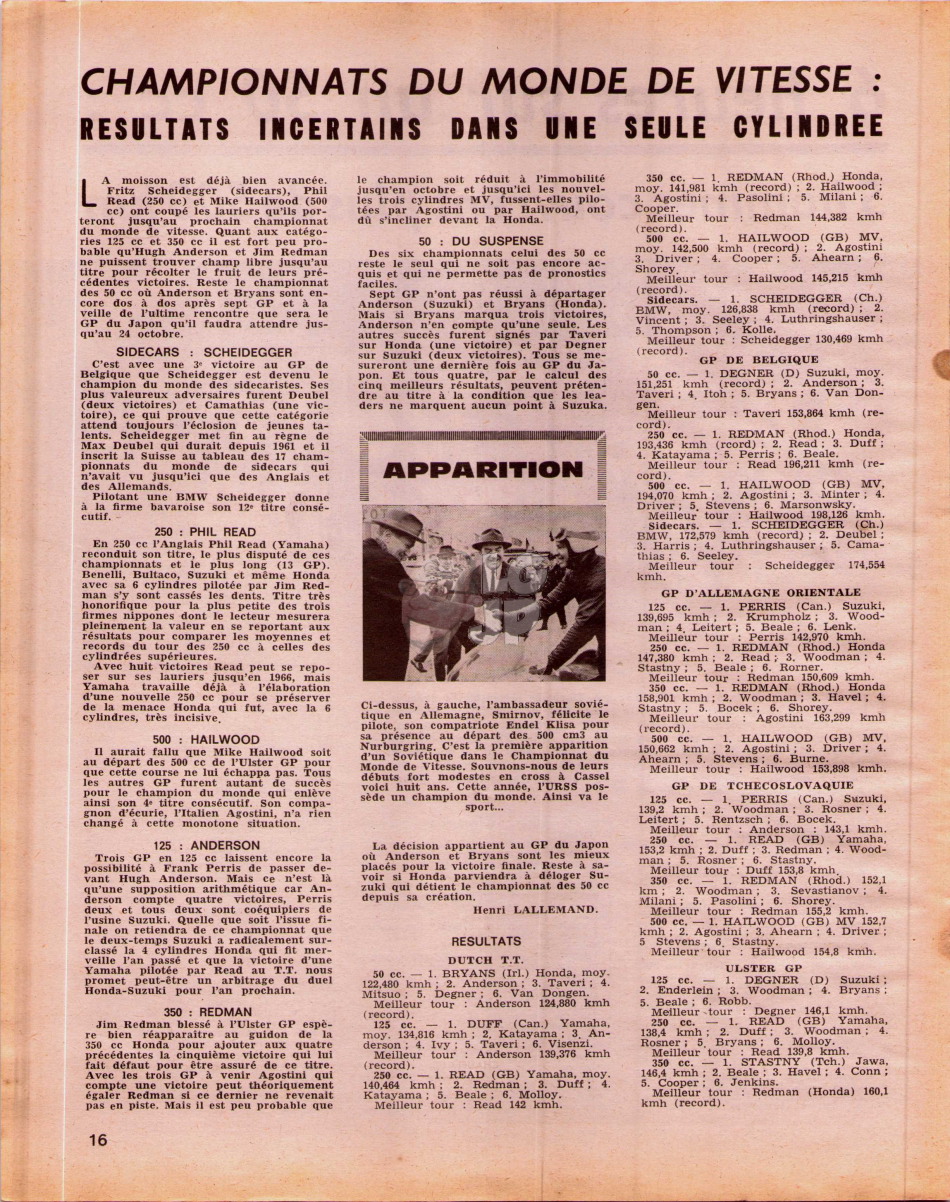 CHAMPIONNATS DU MONDE DE VITESSE :
RESULTATS INCERTAINS DANS UNE SEULE CYLINDREE
LA moisson est déjà bien avancée.
Fritz Scheidegger (sidecars), Phil
Read (250 cc) et Mike Hailwood (500
cc) ont coupé les lauriers qu'ils por-
teront jusqu'au prochain championnat
du monde de vitesse. Quant aux catégo-
ries 125 cc et 350 cc il est fort peu pro-
bable qu'Hugh Anderson et Jim Redman
ne puissent trouver champ libre jusqu'au
titre pour récolter le fruit de leurs pré-
cédentes victoires. Reste le championnat
des 50 cc où Anderson et Bryans sont en-
core dos à dos après sept GP et à la
veille de l'ultime rencontre que sera le
GP du Japon qu'il faudra attendre jus-
qu'au 24 octobre.
SIDECARS : SCHEIDEGGER
C'est avec une 3e victoire au GP de
Belgique que Scheidegger est devenu le
champion du monde des sidecaristes. Ses
plus valeureux adversaires furent Deubel
(deux victoires) et Camathias (une vic-
toire), ce qui prouve que cette catégorie
attend toujours l'éclosion de jeunes ta-
lents. Scheidegger met fin au règne de
Max Deubel qui durait depuis 1961 et il
inscrit la Suisse au tableau des 17 cham-
pionnats du monde de sidecars qui
n'avait vu jusqu'ici que des Anglais et
des Allemands.
Pilotant une BMW Scheidegger donne
à la firme bavaroise son 12e titre consé-
cutif.
250 : PHIL READ
En 250 cc l'Anglais Phil Read (Yamaha)
reconduit son titre, le plus disputé de ces
championnats et le plus long (13 GP).
Benelli, Bultaco, Suzuki et même Honda
avec sa 6 cylindres pilotée par Jim Red-
man s'y sont cassés les dents. Titre très
honorifique pour la plus petite des trois
firmes nippones dont le lecteur mesurera
pleinement la valeur en se reportant aux
résultats pour comparer les moyennes et
records du tour des 250 cc à celles des
cylindrées supérieures.
Avec huit victoires Read peut se repo-
ser sur ses lauriers jusqu'en 1966, mais
Yamaha travaille déjà à l'élaboration
d'une nouvelle 250 cc pour se préserver
de la menace Honda qui fut, avec la 6
cylindres, très incisive.
500 : HAILWOOD
Il aurait fallu que Mike Hailwood soit
au départ des 500 cc de l'Ulster GP pour
que cette course ne lui échappa pas. Tous
les autres GP furent autant de succès
pour le champion du monde qui enlève
ainsi son 4e titre consécutif. Son compa-
gnon d'écurie, l'Italien Agostini, n'a rien
changé à cette monotone situation.
125 : ANDERSON
Trois GP en 125 cc laissent encore la
possibilité à Frank Perris de passer de-
vant Hugh Anderson. Mais ce n'est là
qu'une supposition arithmétique car An-
derson compte quatre victoires, Perris
deux et tous deux sont coéquipiers de
l'usine Suzuki. Quelle que soit l'issue fi-
nale on retiendra de ce championnat que
le deux-temps Suzuki a radicalement sur-
classé la 4 cylindres Honda qui fit mer-
veille l'an passé et que la victoire d'une
Yamaha pilotée par Read au T.T. nous
promet peut-être un arbitrage du duel
Honda-Suzuki pour l'an prochain.
350 : REDMAN
Jim Redman blessé à l'Ulster GP espè-
re bien réapparaître au guidon de la
350 cc Honda pour ajouter aux quatre
précédentes la cinquième victoire qui lui
fait défaut pour être assuré de ce titre.
Avec les trois GP à venir Agostini qui
compte une victoire peut théoriquement
égaler Redman si ce dernier ne revenait
pas en piste. Mais il est peu probable que
le champion soit réduit à l'immobilité
jusqu'en octobre et jusqu'ici les nouvel-
les trois cylindres MV, fussent-elles pilo-
tées par Agostini ou par Hailwood, ont
dû s'incliner devant la Honda.
50 : DU SUSPENSE
Des six championnats celui des 50 cc
reste le seul qui ne soit pas encore ac-
quis et qui ne permette pas de pronostics
faciles.
Sept GP n'ont pas réussi à départager
Anderson (Suzuki) et Bryans (Honda).
Mais si Bryans marqua trois victoires,
Anderson n'en compte qu'une seule. Les
autres succès furent signés par Taveri
sur Honda (une victoire) et par Degner
sur Suzuki (deux victoires). Tous se me-
sureront une dernière fois au GP du Ja-
pon. Et tous quatre, par le calcul des
cinq meilleurs résultats, peuvent préten-
dre au titre à la condition que les lea-
ders ne marquent aucun point à Suzuka.
APPARITION
Ci-dessus, à gauche, l'ambassadeur sovié-
tique en Allemagne, Smirnov, félicite le
pilote, son compatriote Endel Klisa pour
sa présence au départ des 500 cm3 au
Nurburgring. C'est la première apparition
d'un Soviétique dans le Championnat du
Monde de Vitesse. Souvnons-nous de leurs
débuts fort modestes en cross à Cassel
voici huit ans. Cette année, l'URSS pos-
sède un champion du monde. Ainsi va le
sport...
La décision appartient au GP du Japon
où Anderson et Bryans sont les mieux
placés pour la victoire finale. Reste à sa-
voir si Honda parviendra à déloger Su-
zuki qui détient le championnat des 50 cc
depuis sa création.
Henri LALLEMAND.
RESULTATS
DUTCH T.T.
50 cc. — 1. BRYANS (Irl.) Honda, moy.
122,480 kmh ; 2. Anderson ; 3. Taveri ; 4.
Mitsuo ; 5. Degner ; 6. Van Dongen.
Meilleur tour : Anderson 124,880 kmh
(record).
125 cc. — 1. DUFF (Can.) Yamaha,
moy. 134,816 kmh ; 2, Katayama ; 3. An-
derson ; 4. Ivy ; 5. Taveri ; 6. Visenzi.
Meilleur tour : Anderson 139,376 kmh
(record).
250 cc. — 1. READ (GB) Yamaha, moy.
140,464 kmh ; 2. Redman ; 3. Duff ; 4.
Katayama ; 5. Beale ; 6. Molloy.
Meilleur tour : Read 142 kmh.
350 cc. — 1. REDMAN (Rhod.) Honda,
moy. 141,981 kmh (record) ; 2. Hailwood ;
3. Agostini ; 4. Pasolini ; 5. Milani ; 6.
Cooper.
Meilleur tour : Redman 144,382 kmh
(record).
500 cc. — 1. HAILWOOD (GB) MV,
moy. 142,500 kmh (record) ; 2. Agostini
3. Driver ; 4. Cooper ; 5. Ahearn ; 6.
Shorey.
Meilleur tour : Hailwood 145,215 kmh
(record).
Sidecars. — 1. SCHEIDEGGER (Ch.)
BMW, moy. 126,838 kmh (record) ; 2.
Vincent ; 3. Seeley ; 4. Luthringshauser ;
5. Thompson ; 6. Kolle.
Meilleur tour : Scheidegger 130,469 kmh
(record).
GP DE BELGIQUE
50 cc. — 1. DEGNER (D) Suzuki, moy.
151,251 kmh (record) ; 2. Anderson ; 3.
Taveri ; 4, Itoh ; 5. Bryans ; 6. Van Don-
gen.
Meilleur tour : Taveri 153,864 kmh (re-
cord).
250 cc. — 1. REDMAN (Rhod.) Honda,
193,436 kmh (rcord) ; 2. Read ; 3. Duff ;
4. Katayama ; 5. Perris ; 6. Beale.
Meilleur tour : Read 196,211 kmh (re-
cord).
500 cc. — 1. HAILWOOD (GB) MV,
194,070 kmh ; 2. Agostini ; 3. Minter ; 4.
Driver ; 5, Stevens ; 6. Marsonwsky.
Meilleur tour : Hailwood 198,126 kmh.
Sidecars. — 1. SCHEIDEGGER (Ch.)
BMW, 172,579 kmh (record) ; 2. Deubel ;
3. Harris ; 4. Luthringshauser ; 5. Cama-
thias ; 6. Seeley.
Meilleur tour : Scheidegger 174,554
kmh.
GP D'ALLEMAGNE ORIENTALE
125 cc. — 1. PERRIS (Can.) Suzuki,
139,695 kmh ; 2. Krumpholz ; 3. Wood-
man ; 4. Leitert ; 5. Beale ; 6. Lenk.
Meilleur tour : Perris 142,970 kmh.
250 cc. — 1. REDMAN (Rhod.) Honda
147,380 kmh ; 2. Read ; 3. Woodman ; 4.
Stastny ; 5. Beale ; 6. Rorner.
Meilleur tour : Redman 150,609 kmh.
350 cc. — 1. REDMAN (Rhod.) Honda
158,901 kmh ; 2. Woodman ; 3. Havel ; 4.
Stastny ; 5. Bocek ; 6. Shorey.
Meilleur tour : Agostini 163,299 kmh
(record).
500 cc. — 1. HAILWOOD (GB) MV,
150,662 kmh ; 2. Agostini ; 3. Driver ; 4.
Ahearn ; 5. Stevens ; 6. Burne.
Meilleur tour : Hailwood 153,898 kmh.
GP DE TCHECOSLOVAQUIE
125 cc. — 1. PERRIS (Can.) Suzuki,
139,2 kmh ; 2. Woodman ; 3. Rosner ; 4.
Leitert ; 5. Rentzsch ; 6. Bocek.
Meilleur tour : Anderson : 143,1 kmh.
250 cc. — 1. READ (GB) Yamaha,
153,2 kmh ; 2. Duff ; 3. Redman ; 4. Wood-
man ; 5. Rosner ; 6. Stastny.
Meilleur tour : Duff 153,8 kmh.
350 cc. — 1. REDMAN (Rhod.) 152,1
km ; 2. Woodman ; 3. Sevastianov ; 4.
Milani ; 5. Pasolini ; 6. Shorey.
Meilleur tour : Redman 155,2 kmh.
500 cc. — 1. HAILWOOD (GB) MV 152,7
kmh ; 2. Agostini ; 3. Ahearn ; 4. Driver ;
5 Stevens ; 6. Stastny.
Meilleur tour : Hailwood 154,8 kmh.
ULSTER GP
125 cc. — 1. DEGNER (D) Suzuki ;
2. Enderlein ; 3. Woodman ; 4. Bryans ;
5. Beale ; 6. Robb.
Meilleur tour : Degner 146,1 kmh.
250 cc. — 1. READ (GB) Yamaha,
138,4 kmh ; 2. Duff ; 3. Woodman ; 4.
Rosner ; 5. Bryans ; 6. Molloy.
Meilleur tour : Read 139,8 kmh.
350 cc. — 1. STASTNY (Tch.) Jawa,
146,4 kmh ; 2. Beale ; 3. Havel ; 4. Conn ;
5. Cooper ; 6. Jenkins.
Meilleur tour : Redman (Honda) 160,1
kmh (record).
16